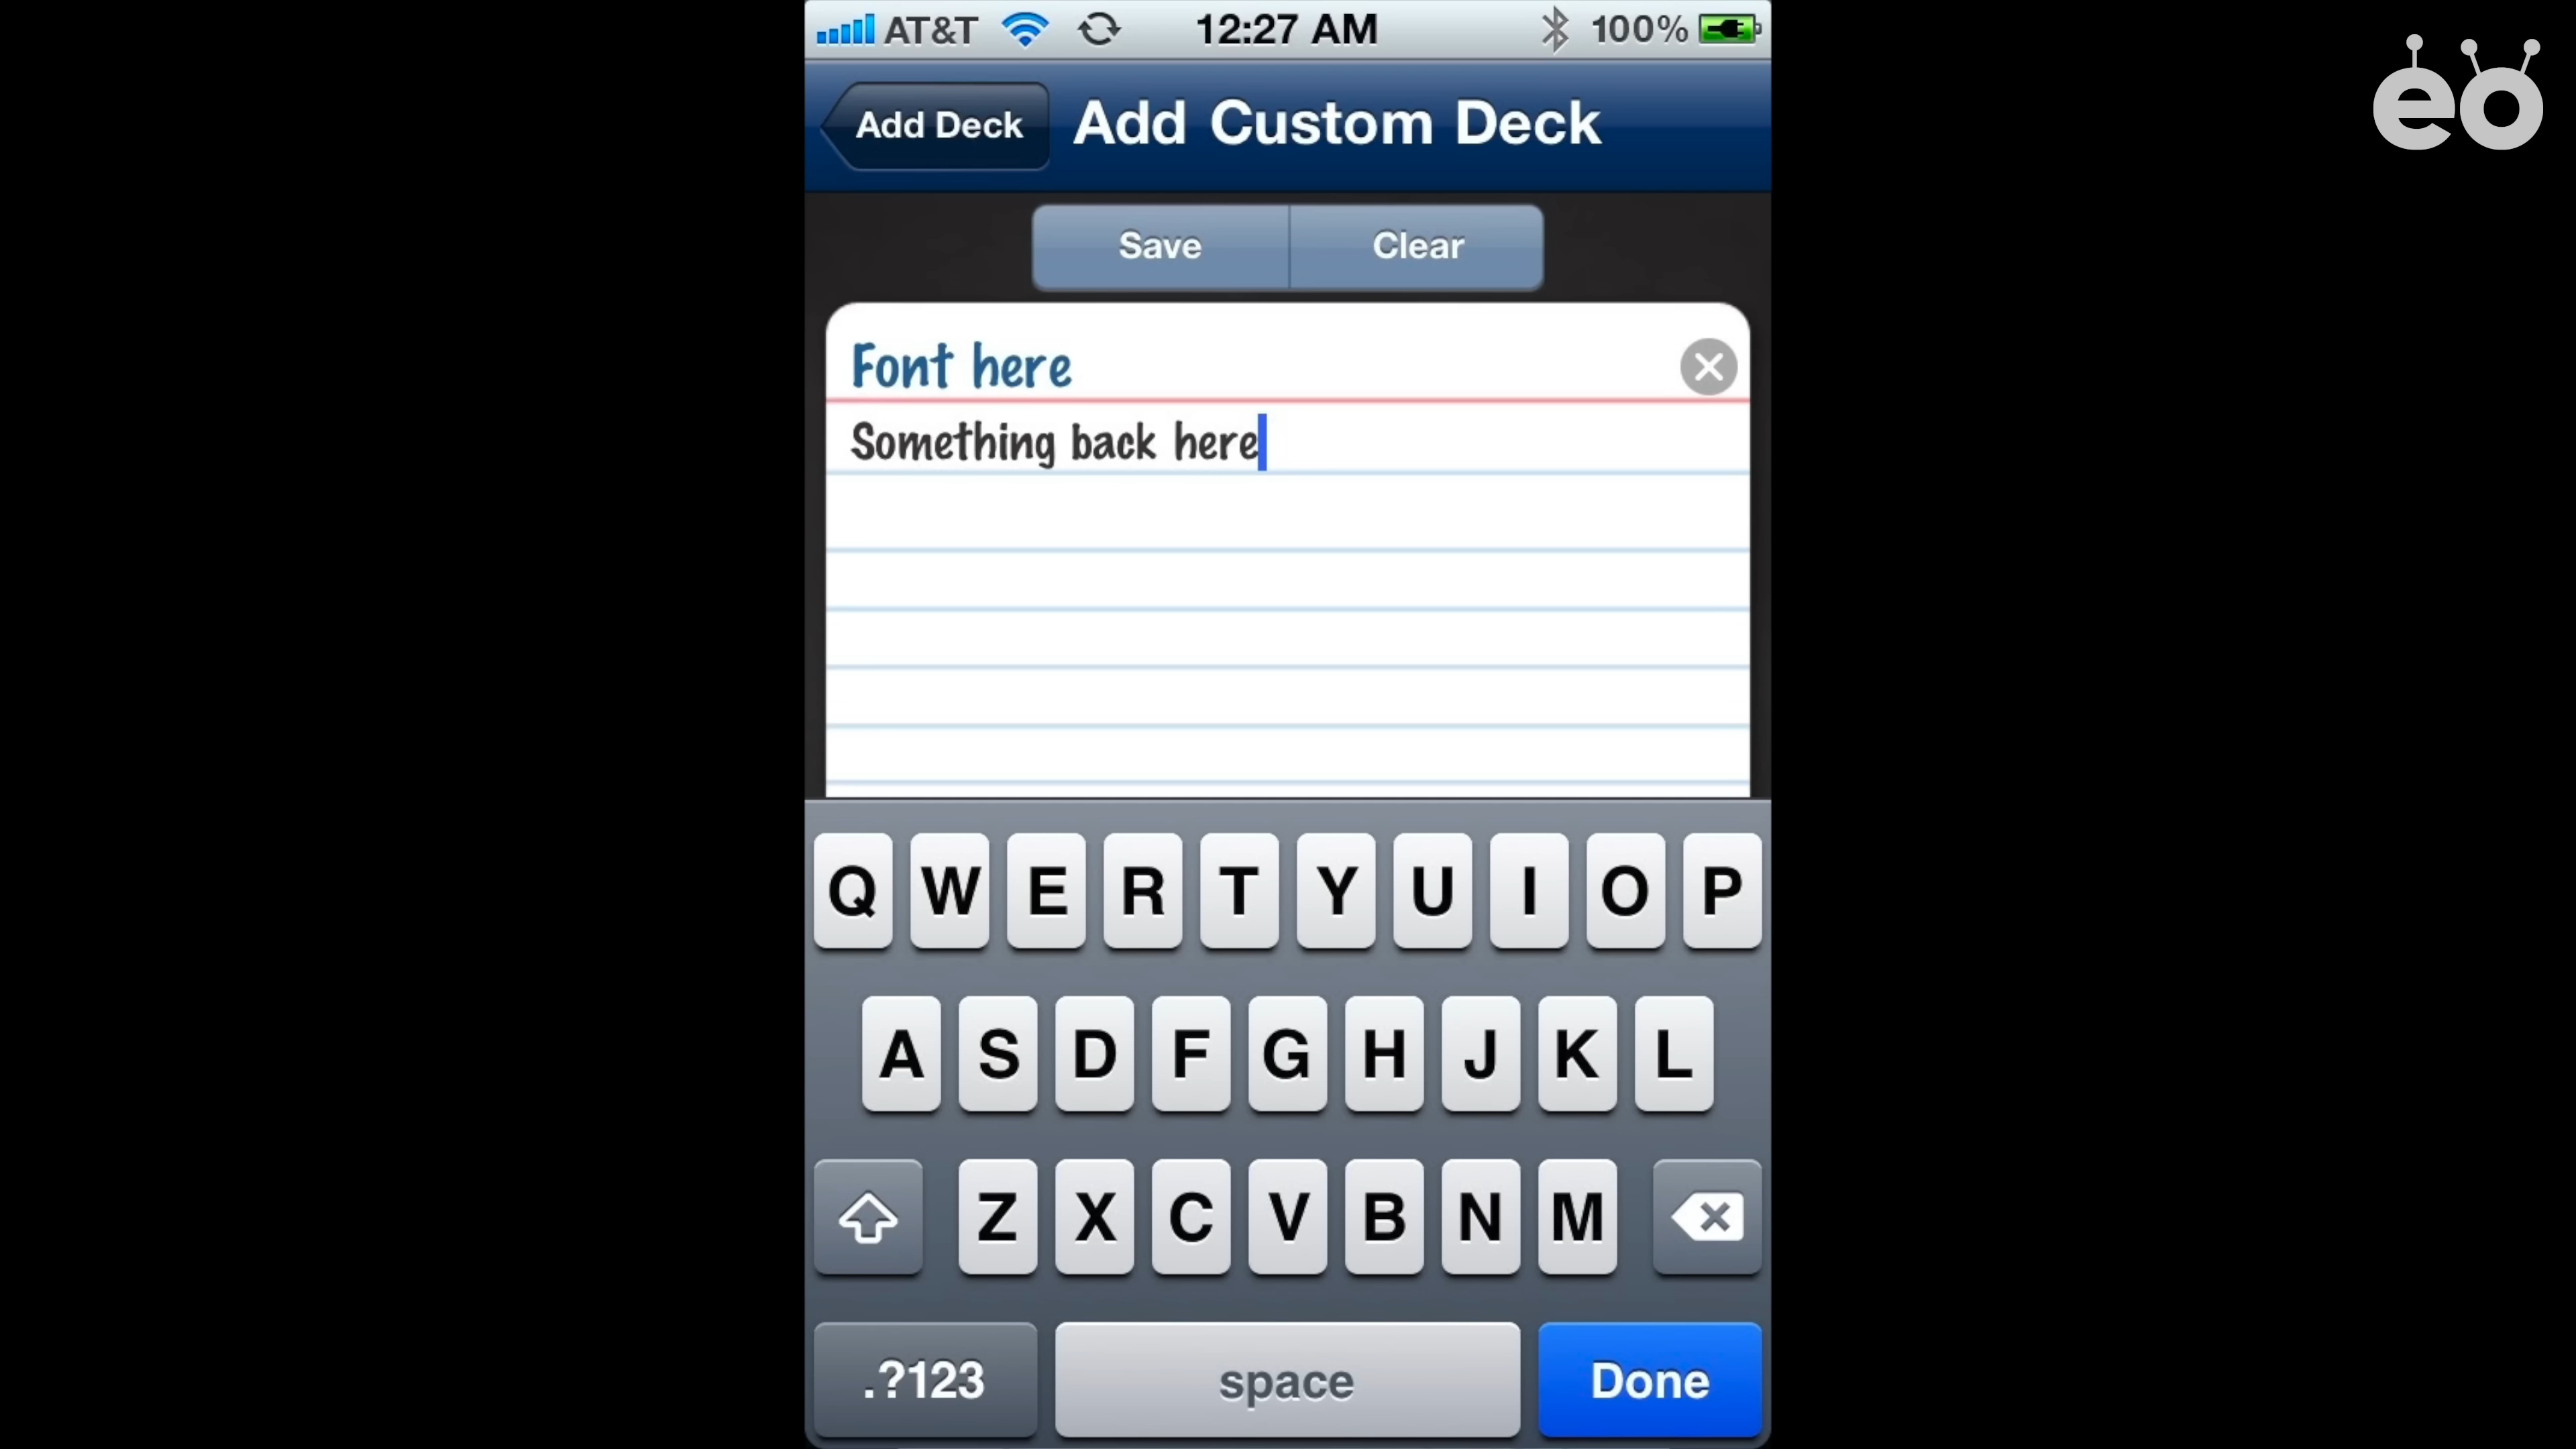 AT&T 12:27 AM 100%
eo
Add Deck Add Custom Deck
Save Clear
Font here
Something back here
Q W E R T Y U I O P
A S D F G H J K L
Z X C V B N M
.?123 space Done